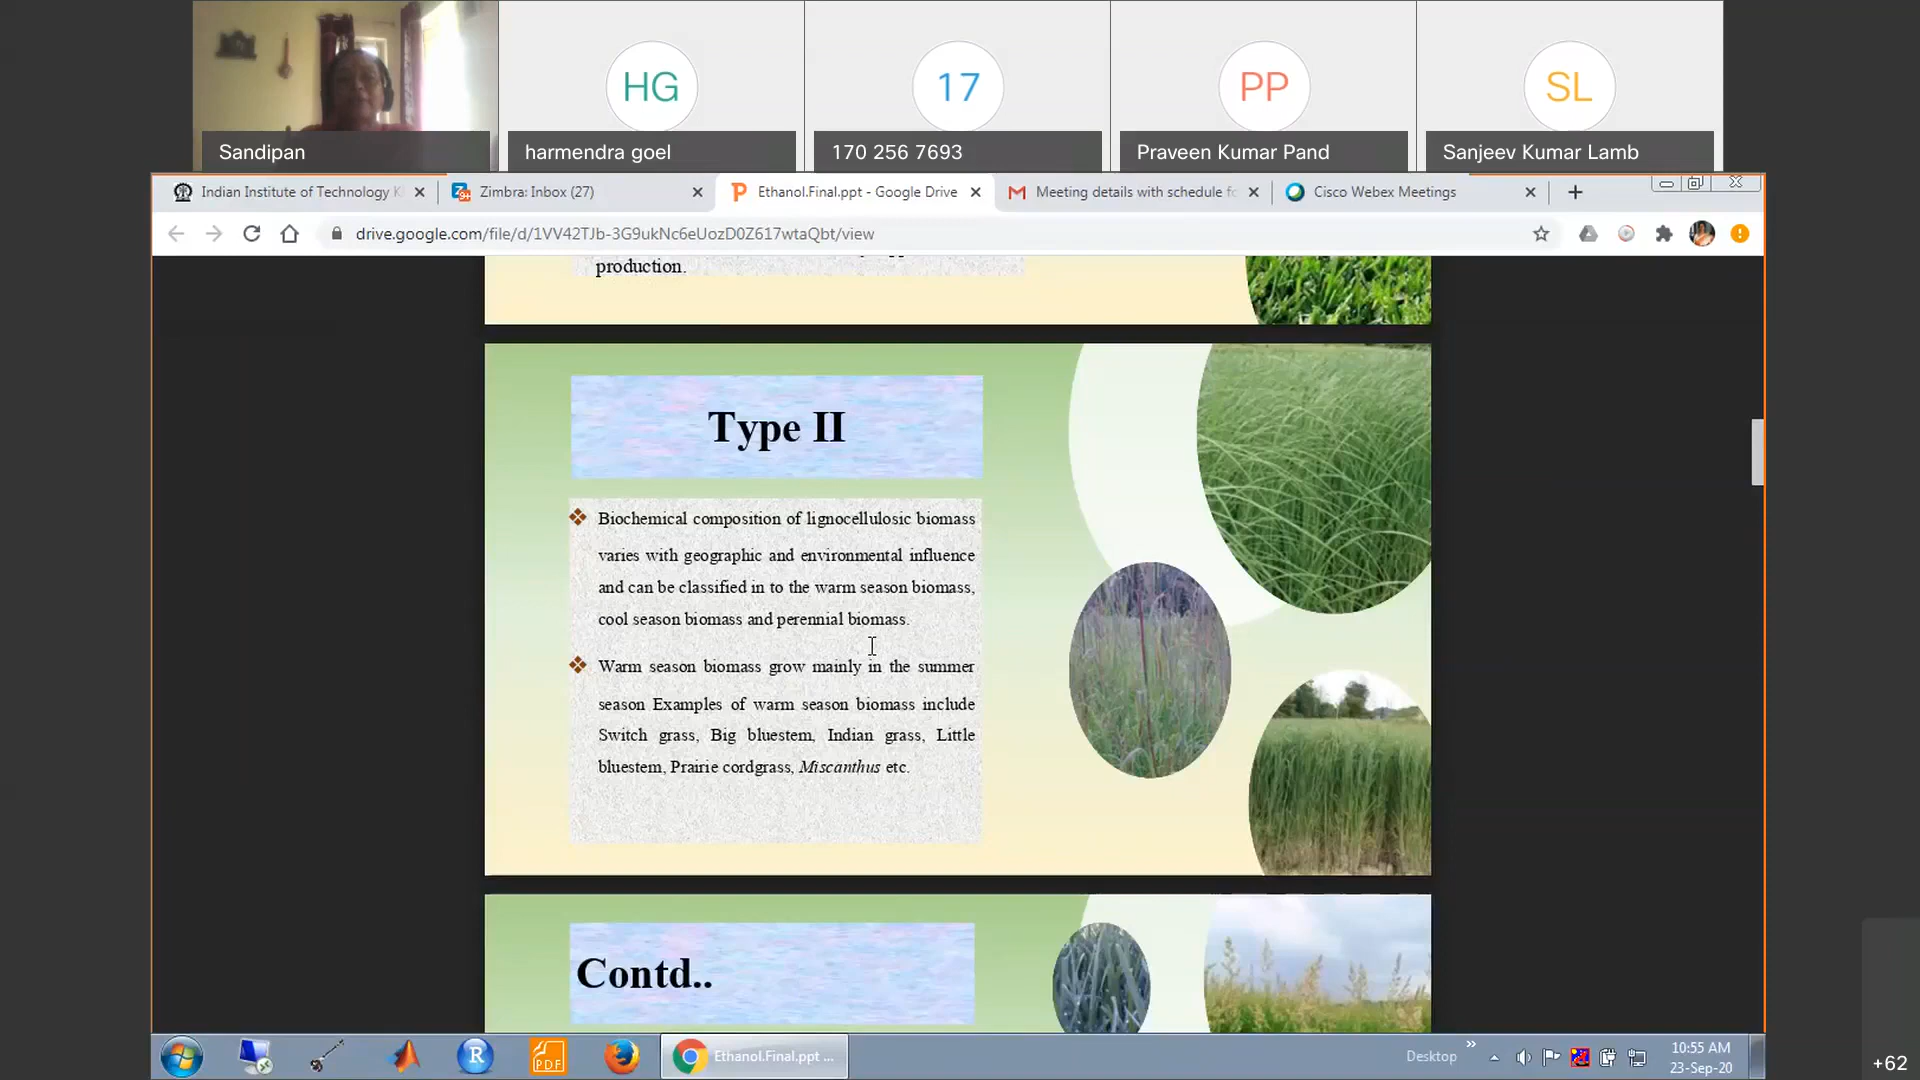 HG
17
PP
SL
Sandipan
harmendra goel
170 256 7693
Praveen Kumar Pand
Sanjeev Kumar Lamb
Indian Institute of Technology K
Zimbra: Inbox (27)
Ethanol.Final.ppt - Google Drive
Meeting details with schedule fo
Cisco Webex Meetings
drive.google.com/file/d/1VV42TJb-3G9ukNc6eUozD0Z617wtaQbt/view
production.
Type II
Biochemical composition of lignocellulosic biomass
varies with geographic and environmental influence
and can be classified in to the warm season biomass,
cool season biomass and perennial biomass.
Warm season biomass grow mainly in the summer
season Examples of warm season biomass include
Switch grass, Big bluestem, Indian grass, Little
bluestem, Prairie cordgrass, Miscanthus etc.
Contd..
R
PDF
Ethanol.Final.ppt ...
Desktop
10:55 AM
23-Sep-20
+62